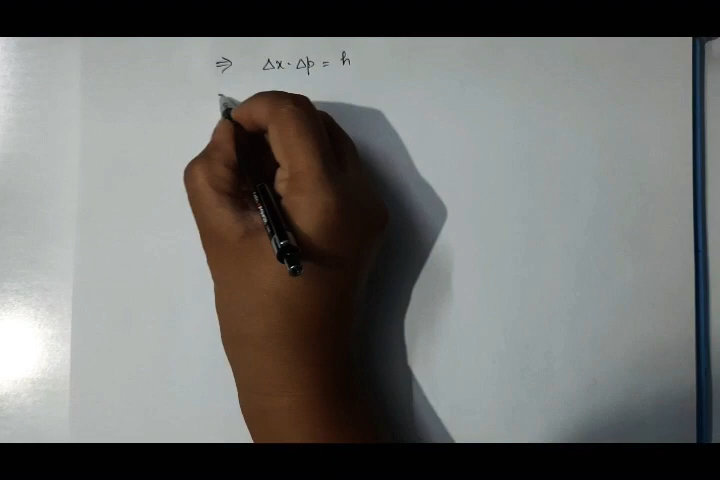 ⇒ Δx · Δp = h